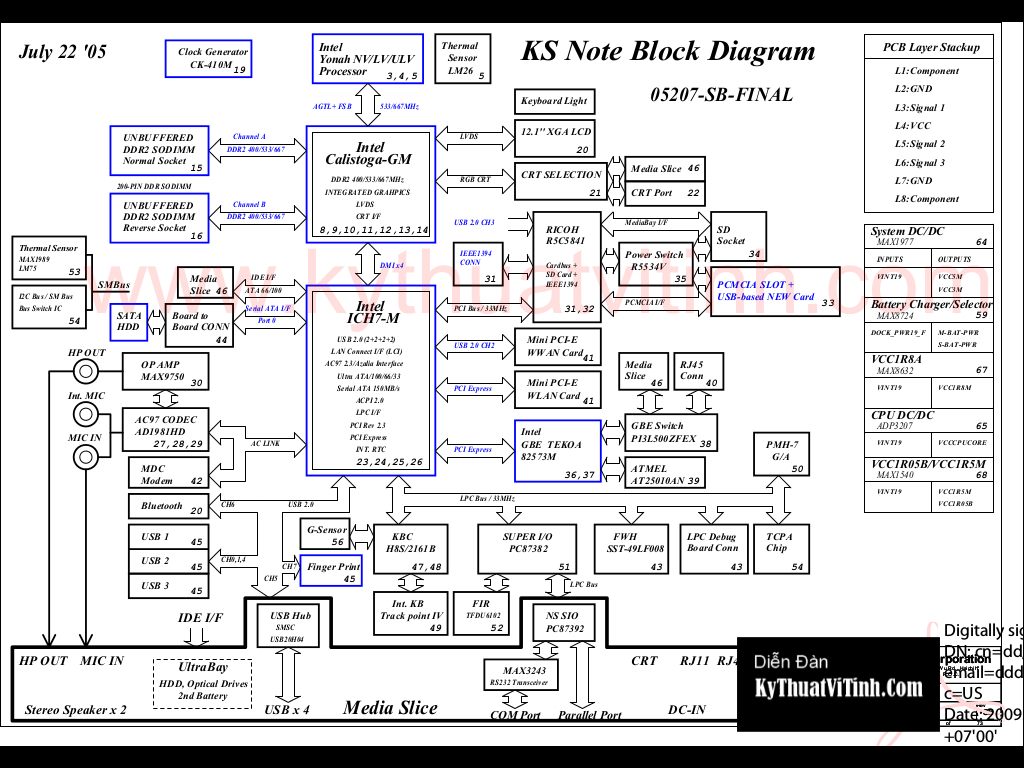 July 22 '05
KS Note Block Diagram
05207-SB-FINAL
Clock Generator
CK-410M 19
Intel
Yonah NV/LV/ULV
Processor
3,4,5
Thermal
Sensor
LM26 5
PCB Layer Stackup
L1:Component
L2:GND
L3:Signal 1
L4:VCC
L5:Signal 2
L6:Signal 3
L7:GND
L8:Component
AGTL+ FSB
533/667MHz
Keyboard Light
UNBUFFERED
DDR2 SODIMM
Normal Socket
15
Channel A
DDR2 400/533/667
200-PIN DDR SODIMM
UNBUFFERED
DDR2 SODIMM
Reverse Socket
16
Channel B
DDR2 400/533/667
Intel
Calistoga-GM
DDR2 400/533/667MHz
INTEGRATED GRAHPICS
LVDS
CRT I/F
8,9,10,11,12,13,14
LVDS
12.1" XGA LCD
20
RGB CRT
CRT SELECTION
21
Media Slice 46
CRT Port 22
USB 2.0 CH3
IEEE1394
CONN
31
RICOH
R5C5841
Cardbus +
SD Card +
IEEE1394
31,32
MediaBay I/F
SD
Socket
34
Power Switch
R5534V
35
PCMCIA I/F
PCMCIA SLOT +
USB-based NEW Card
33
www.kythuatvitinh.com
Thermal Sensor
MAX1989
LM75
53
I2C Bus / SM Bus
Bus Switch IC
54
SMBus
Media
Slice 46
IDE I/F
ATA 66/100
SATA
HDD
Board to
Board CONN
44
Serial ATA I/F
Port 0
DMI x4
Intel
ICH7-M
USB 2.0 (2+2+2+2)
LAN Connect I/F (LCI)
AC97 2.3/Azalia Interface
Ultra ATA/100/66/33
Serial ATA 150MB/s
ACPI 2.0
LPC I/F
PCI Rev 2.3
PCI Express
INT. RTC
23,24,25,26
PCI Bus / 33MHz
USB 2.0 CH2
Mini PCI-E
WWAN Card 41
PCI Express
Mini PCI-E
WLAN Card 41
PCI Express
Intel
GBE TEKOA
82573M
36,37
Media
Slice
46
RJ45
Conn
40
GBE Switch
PI3L500ZFEX
38
ATMEL
AT25010AN 39
PMH-7
G/A
50
HP OUT
Int. MIC
MIC IN
OP AMP
MAX9750
30
AC97 CODEC
AD1981HD
27,28,29
AC LINK
MDC
Modem
42
Bluetooth
20
CH6
USB 2.0
USB 1
45
USB 2
45
USB 3
45
CH0,1,4
CH5
CH7
LPC Bus / 33MHz
G-Sensor
56
Finger Print
45
KBC
H8S/2161B
47,48
SUPER I/O
PC87382
51
FWH
SST-49LF008
43
LPC Debug
Board Conn
43
TCPA
Chip
54
LPC Bus
Int. KB
Track point IV
49
FIR
TFDU6102
52
System DC/DC
MAX1977 64
INPUTS OUTPUTS
VINT19 VCC5M
VCC3M
Battery Charger/Selector
MAX8724 59
DOCK_PWR19_F M-BAT-PWR
S-BAT-PWR
VCC1R8A
MAX8632 67
VINT19 VCC1R8M
CPU DC/DC
ADP3207 65
VINT19 VCCCPUCORE
VCC1R05B/VCC1R5M
MAX1540 68
VINT19 VCC1R5M
VCC1R05B
IDE I/F
USB Hub
SMSC
USB20H04
NS SIO
PC87392
HP OUT MIC IN
UltraBay
HDD, Optical Drives
2nd Battery
MAX3243
RS232 Transceiver
CRT RJ11
Stereo Speaker x 2
USB x 4
Media Slice
COM Port
Parallel Port
DC-IN
Diễn Đàn
KyThuatViTinh.Com
Digitally sig
DN: cn=dd
email=ddd
c=US
Date: 2009
+07'00'